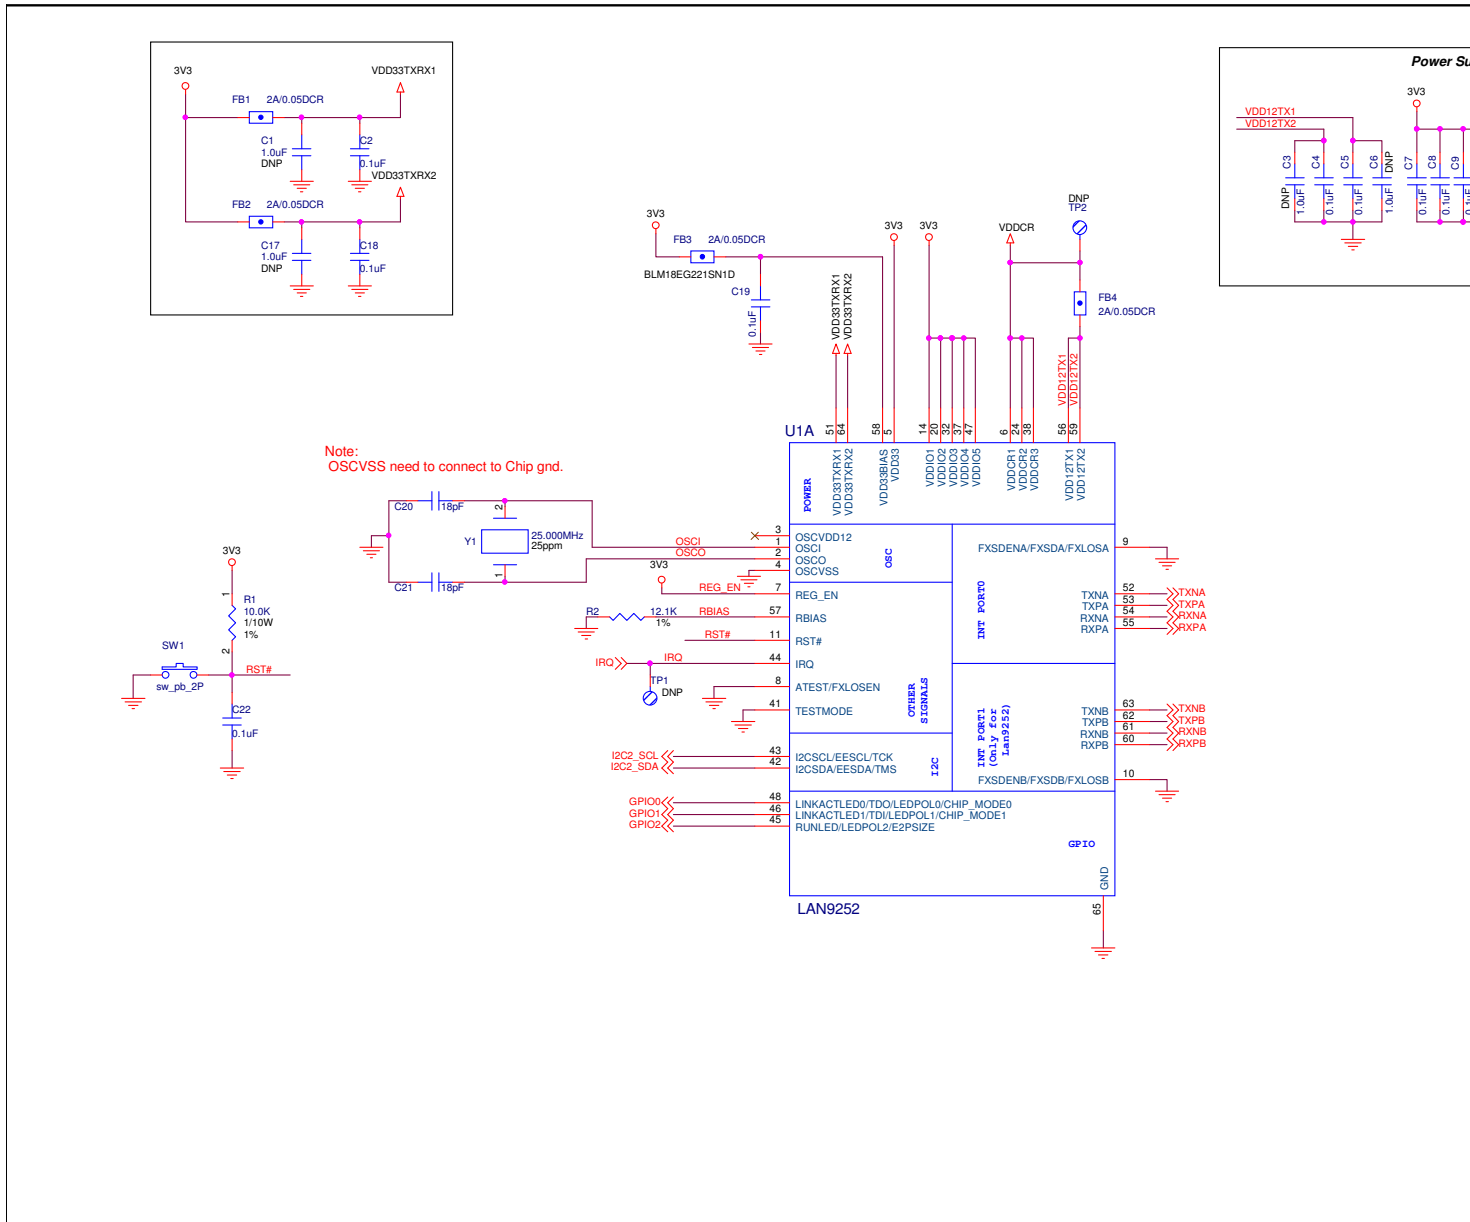 3V3
VDD33TXRX1
FB1 2A/0.05DCR
C1
1.0uF
DNP
C2
0.1uF
VDD33TXRX2
FB2 2A/0.05DCR
C17
1.0uF
DNP
C18
0.1uF
Power Su
3V3
VDD12TX1
VDD12TX2
C3
DNP
1.0uF
C4
0.1uF
C5
0.1uF
C6
DNP
1.0uF
C7
0.1uF
C8
0.1uF
C9
0.1uF
3V3
FB3 2A/0.05DCR
BLM18EG221SN1D
C19
0.1uF
VDD33TXRX1
VDD33TXRX2
3V3
3V3
VDDCR
DNP
TP2
FB4
2A/0.05DCR
VDD12TX1
VDD12TX2
U1A
51
64
58
5
14
20
32
37
47
6
24
38
56
59
POWER
VDD33TXRX1
VDD33TXRX2
VDD33BIAS
VDD33
VDDIO1
VDDIO2
VDDIO3
VDDIO4
VDDIO5
VDDCR1
VDDCR2
VDDCR3
VDD12TX1
VDD12TX2
Note:
OSCVSS need to connect to Chip gnd.
C20 18pF
2
Y1
25.000MHz
25ppm
1
C21 18pF
OSCI
OSCO
3 OSCVDD12
1 OSCI
2 OSCO
4 OSCVSS
OSC
3V3
REG_EN 7 REG_EN
R2 12.1K
1%
RBIAS 57 RBIAS
RST# 11 RST#
IRQ IRQ 44 IRQ
TP1
DNP
8 ATEST/FXLOSEN
41 TESTMODE
OTHER
SIGNALS
I2C2_SCL 43 I2CSCL/EESCL/TCK
I2C2_SDA 42 I2CSDA/EESDA/TMS
I2C
GPIO0 48 LINKACTLED0/TDO/LEDPOL0/CHIP_MODE0
GPIO1 46 LINKACTLED1/TDI/LEDPOL1/CHIP_MODE1
GPIO2 45 RUNLED/LEDPOL2/E2PSIZE
GPIO
FXSDENA/FXSDA/FXLOSA 9
INT PORT0
TXNA 52 TXNA
TXPA 53 TXPA
RXNA 54 RXNA
RXPA 55 RXPA
INT PORT1
(Only for
Lan9252)
TXNB 63 TXNB
TXPB 62 TXPB
RXNB 61 RXNB
RXPB 60 RXPB
FXSDENB/FXSDB/FXLOSB 10
GND
65
LAN9252
3V3
1
R1
10.0K
1/10W
1%
2
SW1
sw_pb_2P
RST#
C22
0.1uF